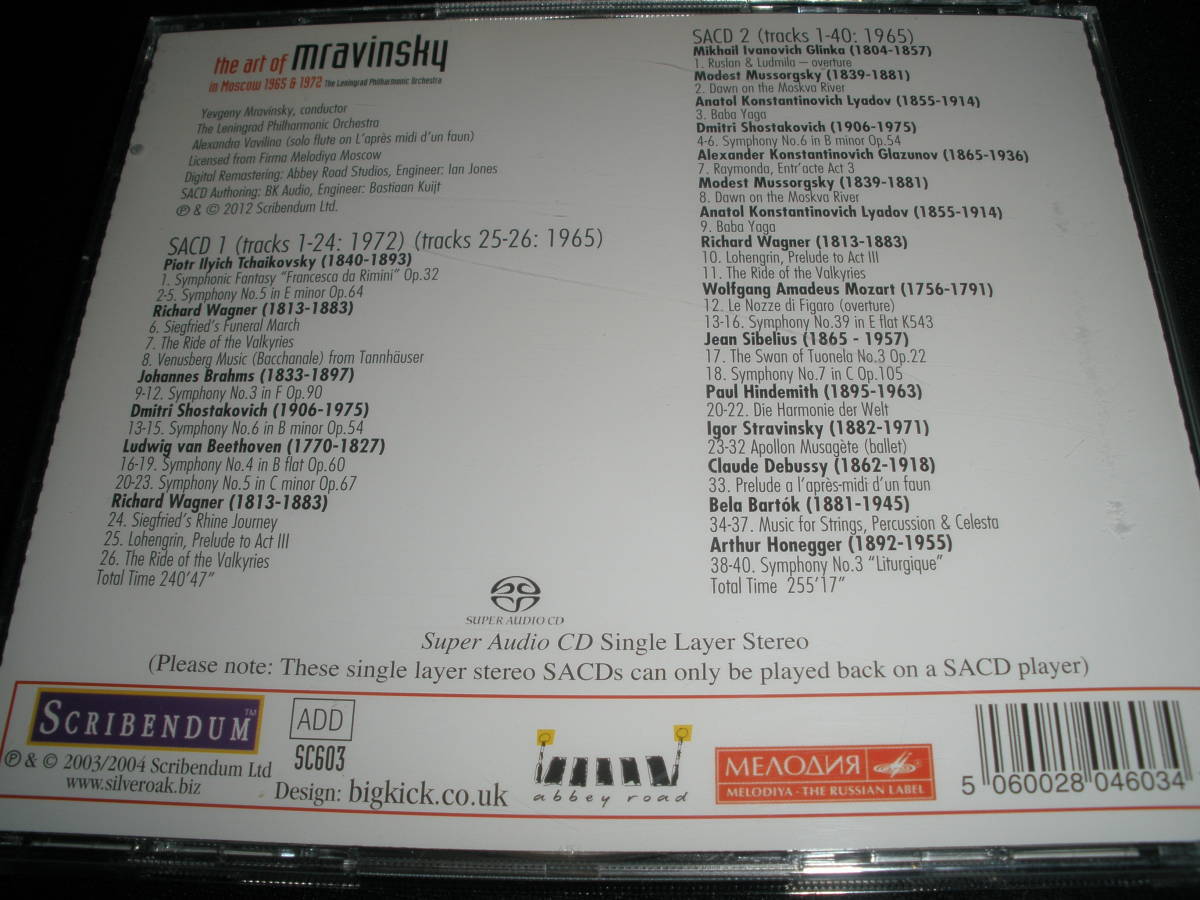 the art of mravinsky
in Moscow 1965 & 1972 The Leningrad Philharmonic Orchestra
Yevgeny Mravinsky, conductor
The Leningrad Philharmonic Orchestra
Alexandra Vavilina (solo flute on L'après midi d'un faun)
Licensed from Firma Melodiya Moscow
Digital Remastering: Abbey Road Studios, Engineer: Ian Jones
SACD Authoring: BK Audio, Engineer: Bastiaan Kuijt
℗ & © 2012 Scribendum Ltd.
SACD 1 (tracks 1-24: 1972) (tracks 25-26: 1965)
Piotr Ilyich Tchaikovsky (1840-1893)
1. Symphonic Fantasy "Francesca da Rimini" Op.32
2-5. Symphony No.5 in E minor Op.64
Richard Wagner (1813-1883)
6. Siegfried's Funeral March
7. The Ride of the Valkyries
8. Venusberg Music (Bacchanale) from Tannhäuser
Johannes Brahms (1833-1897)
9-12. Symphony No.3 in F Op.90
Dmitri Shostakovich (1906-1975)
13-15. Symphony No.6 in B minor Op.54
Ludwig van Beethoven (1770-1827)
16-19. Symphony No.4 in B flat Op.60
20-23. Symphony No.5 in C minor Op.67
Richard Wagner (1813-1883)
24. Siegfried's Rhine Journey
25. Lohengrin, Prelude to Act III
26. The Ride of the Valkyries
Total Time 240'47"
SACD 2 (tracks 1-40: 1965)
Mikhail Ivanovich Glinka (1804-1857)
1. Ruslan & Ludmila – overture
Modest Mussorgsky (1839-1881)
2. Dawn on the Moskva River
Anatol Konstantinovich Lyadov (1855-1914)
3. Baba Yaga
Dmitri Shostakovich (1906-1975)
4-6. Symphony No.6 in B minor Op.54
Alexander Konstantinovich Glazunov (1865-1936)
7. Raymonda, Entr'acte Act 3
Modest Mussorgsky (1839-1881)
8. Dawn on the Moskva River
Anatol Konstantinovich Lyadov (1855-1914)
9. Baba Yaga
Richard Wagner (1813-1883)
10. Lohengrin, Prelude to Act III
11. The Ride of the Valkyries
Wolfgang Amadeus Mozart (1756-1791)
12. Le Nozze di Figaro (overture)
13-16. Symphony No.39 in E flat K543
Jean Sibelius (1865 - 1957)
17. The Swan of Tuonela No.3 Op.22
18. Symphony No.7 in C Op.105
Paul Hindemith (1895-1963)
20-22. Die Harmonie der Welt
Igor Stravinsky (1882-1971)
23-32 Apollon Musagète (ballet)
Claude Debussy (1862-1918)
33. Prelude a l'après-midi d'un faun
Bela Bartók (1881-1945)
34-37. Music for Strings, Percussion & Celesta
Arthur Honegger (1892-1955)
38-40. Symphony No.3 "Liturgique"
Total Time 255'17"
SUPER AUDIO CD
Super Audio CD Single Layer Stereo
(Please note: These single layer stereo SACDs can only be played back on a SACD player)
SCRIBENDUM™
℗ & © 2003/2004 Scribendum Ltd
www.silveroak.biz
ADD
SC603
Design: bigkick.co.uk
abbey road
МЕЛОДИЯ
MELODIYA - THE RUSSIAN LABEL
5 060028 046034